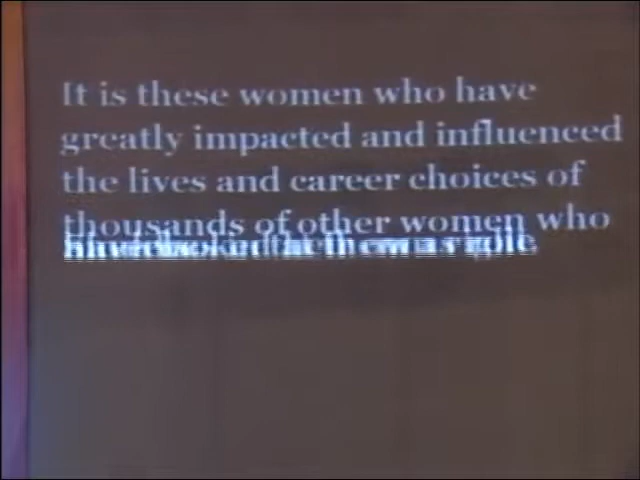 It is these women who have
greatly impacted and influenced
the lives and career choices of
thousands of other women who